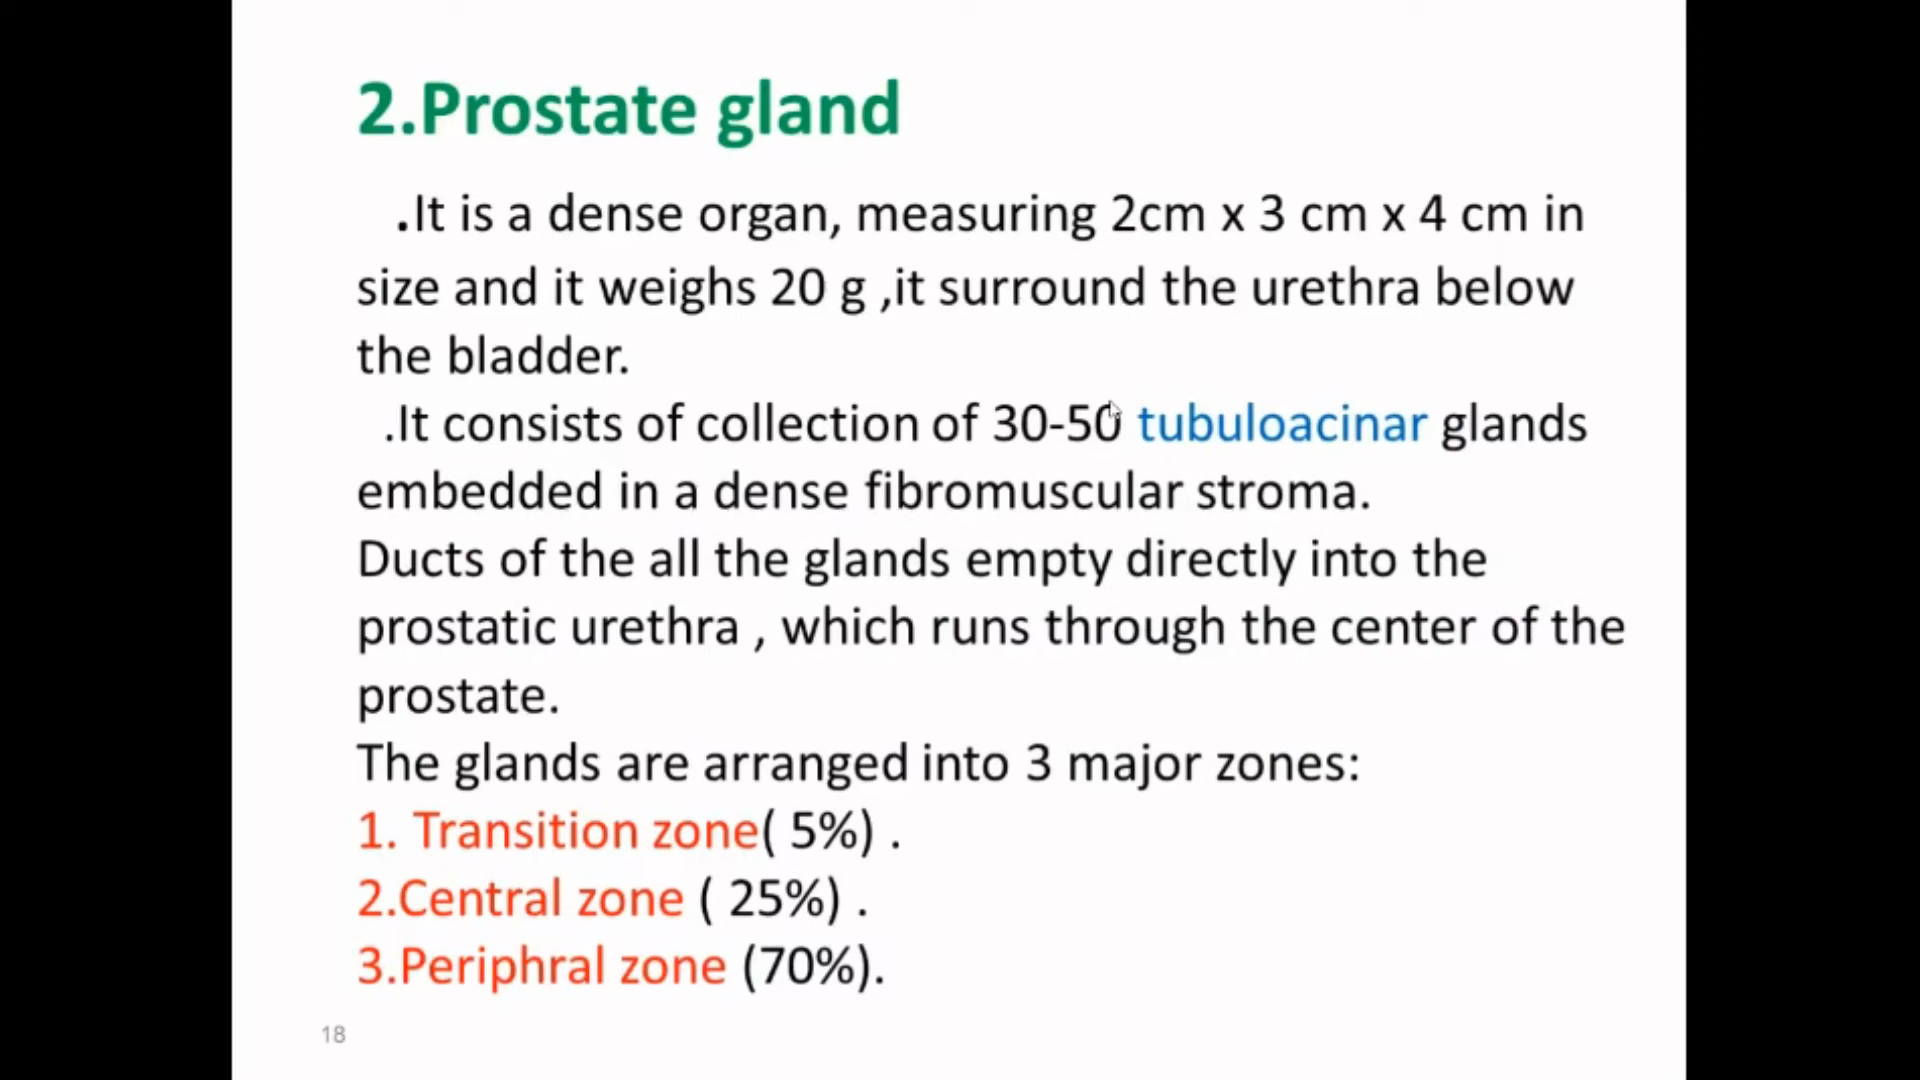 2.Prostate gland
.It is a dense organ, measuring 2cm x 3 cm x 4 cm in
size and it weighs 20 g ,it surround the urethra below
the bladder.
.It consists of collection of 30-50 tubuloacinar glands
embedded in a dense fibromuscular stroma.
Ducts of the all the glands empty directly into the
prostatic urethra , which runs through the center of the
prostate.
The glands are arranged into 3 major zones:
1. Transition zone( 5%) .
2.Central zone ( 25%) .
3.Periphral zone (70%).
18